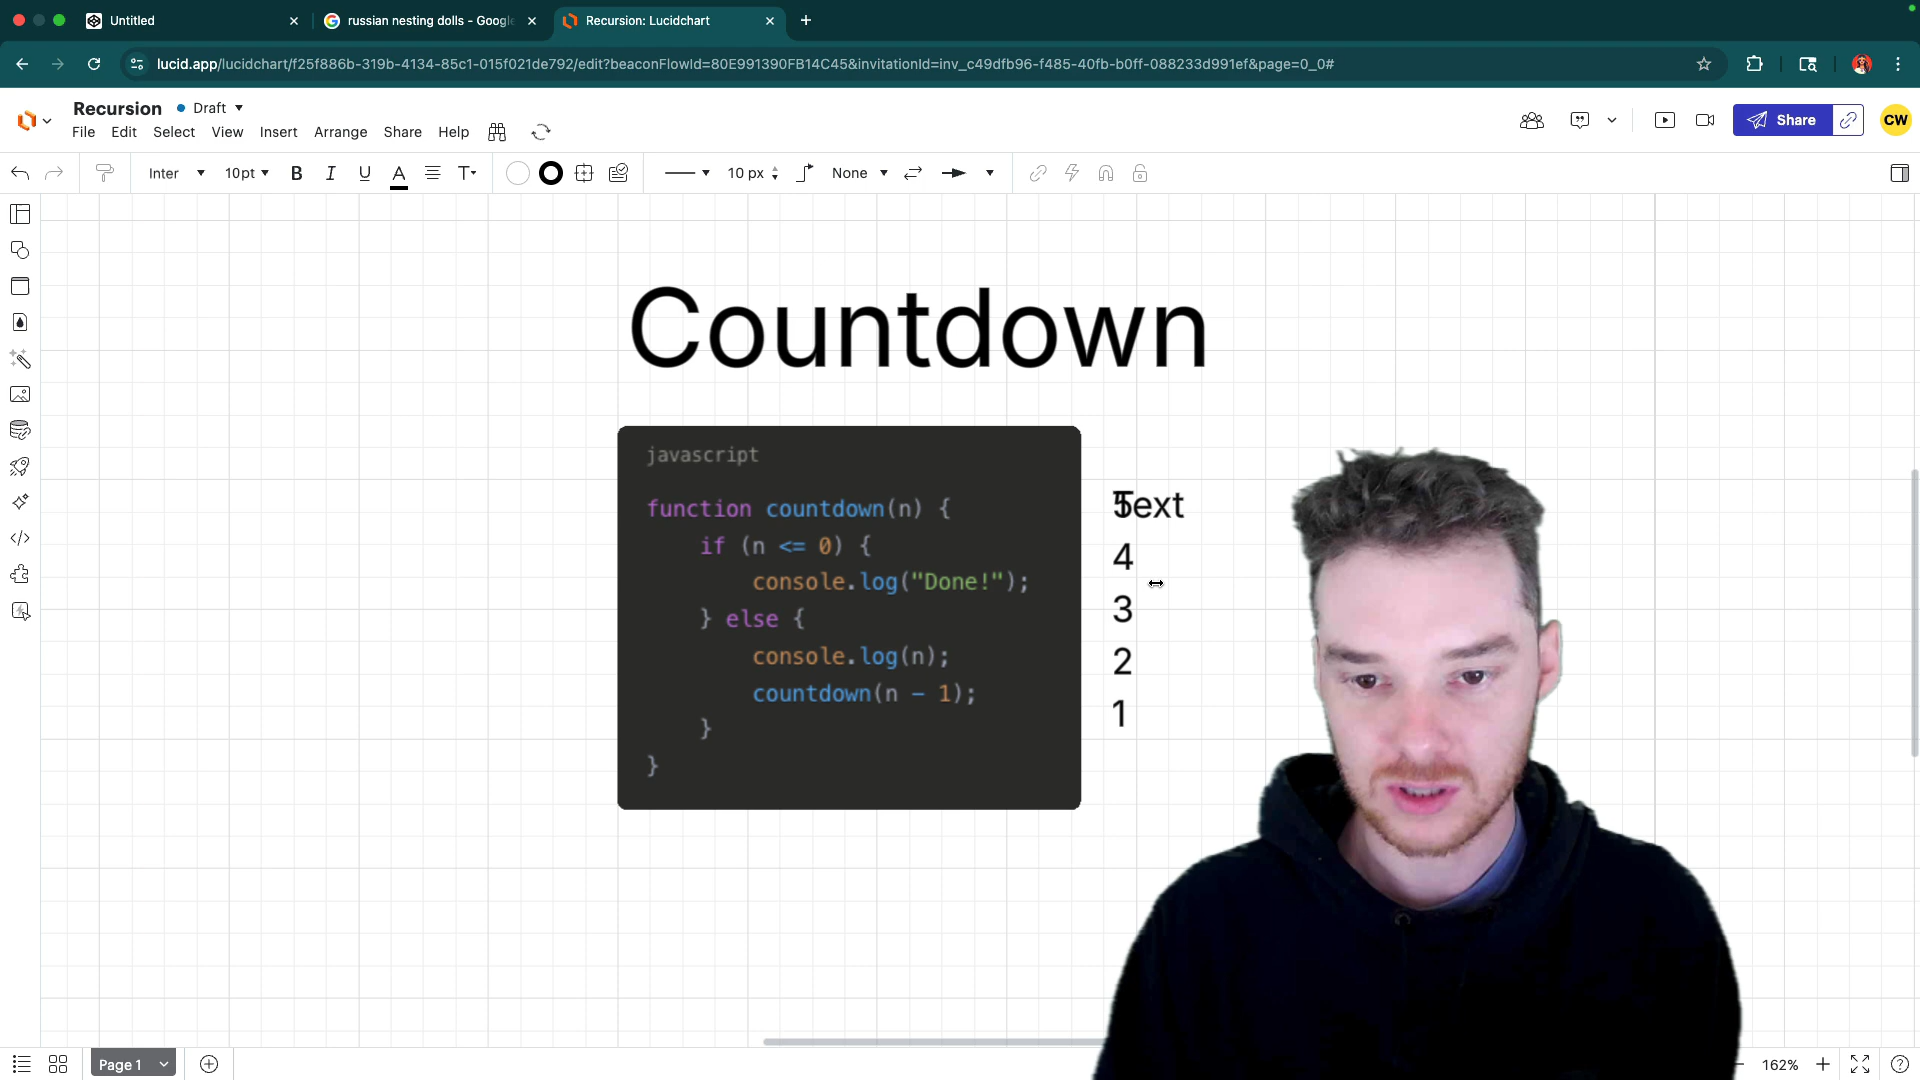 Untitled
russian nesting dolls - Google
Recursion: Lucidchart
lucid.app/lucidchart/f25f886b-319b-4134-85c1-015f021de792/edit?beaconFlowId=80E991390FB14C45&invitationId=inv_c49dfb96-f485-40fb-b0ff-088233d991ef&page=0_0#
Recursion
Draft
File Edit Select View Insert Arrange Share Help
Share
CW
Inter 10pt B I U A T 10 px None
Countdown
javascript
function countdown(n) {
if (n <= 0) {
console.log("Done!");
} else {
console.log(n);
countdown(n - 1);
}
}
5
Text
4
3
2
1
Page 1
162%